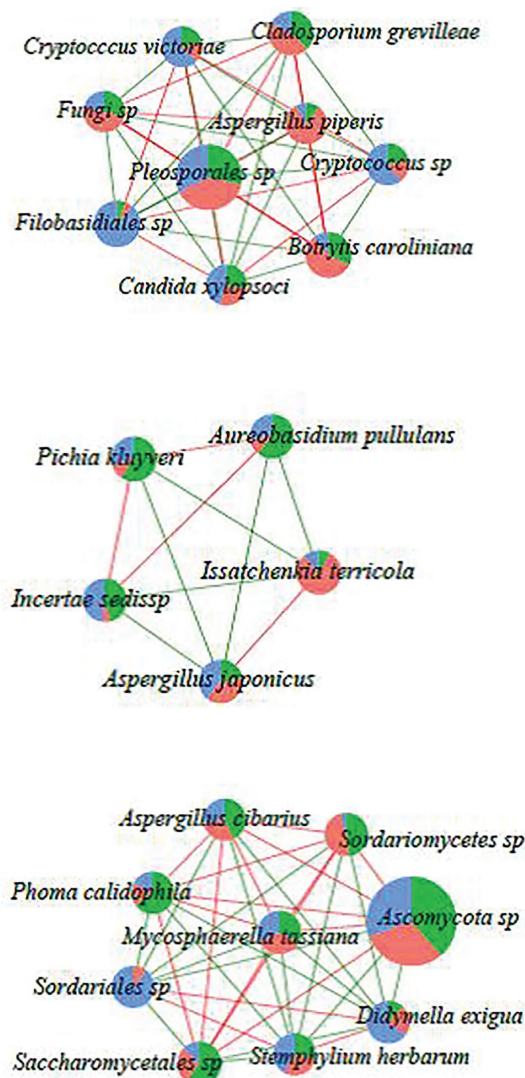 Cladosporium grevilleae
Cryptocccus victoriae
Fungi sp
Aspergillus piperis
Cryptococcus sp
Pleosporales sp
Filobasidiales sp
Botrytis caroliniana
Candida xylopsoci
Aureobasidium pullulans
Pichia kluyveri
Issatchenkia terricola
Incertae sedissp
Aspergillus japonicus
Aspergillus cibarius
Sordariomycetes sp
Phoma calidophila
Ascomycota sp
Mycosphaerella tassiana
Sordariales sp
Didymella exigua
Saccharomycetales sp
Stemphylium herbarum